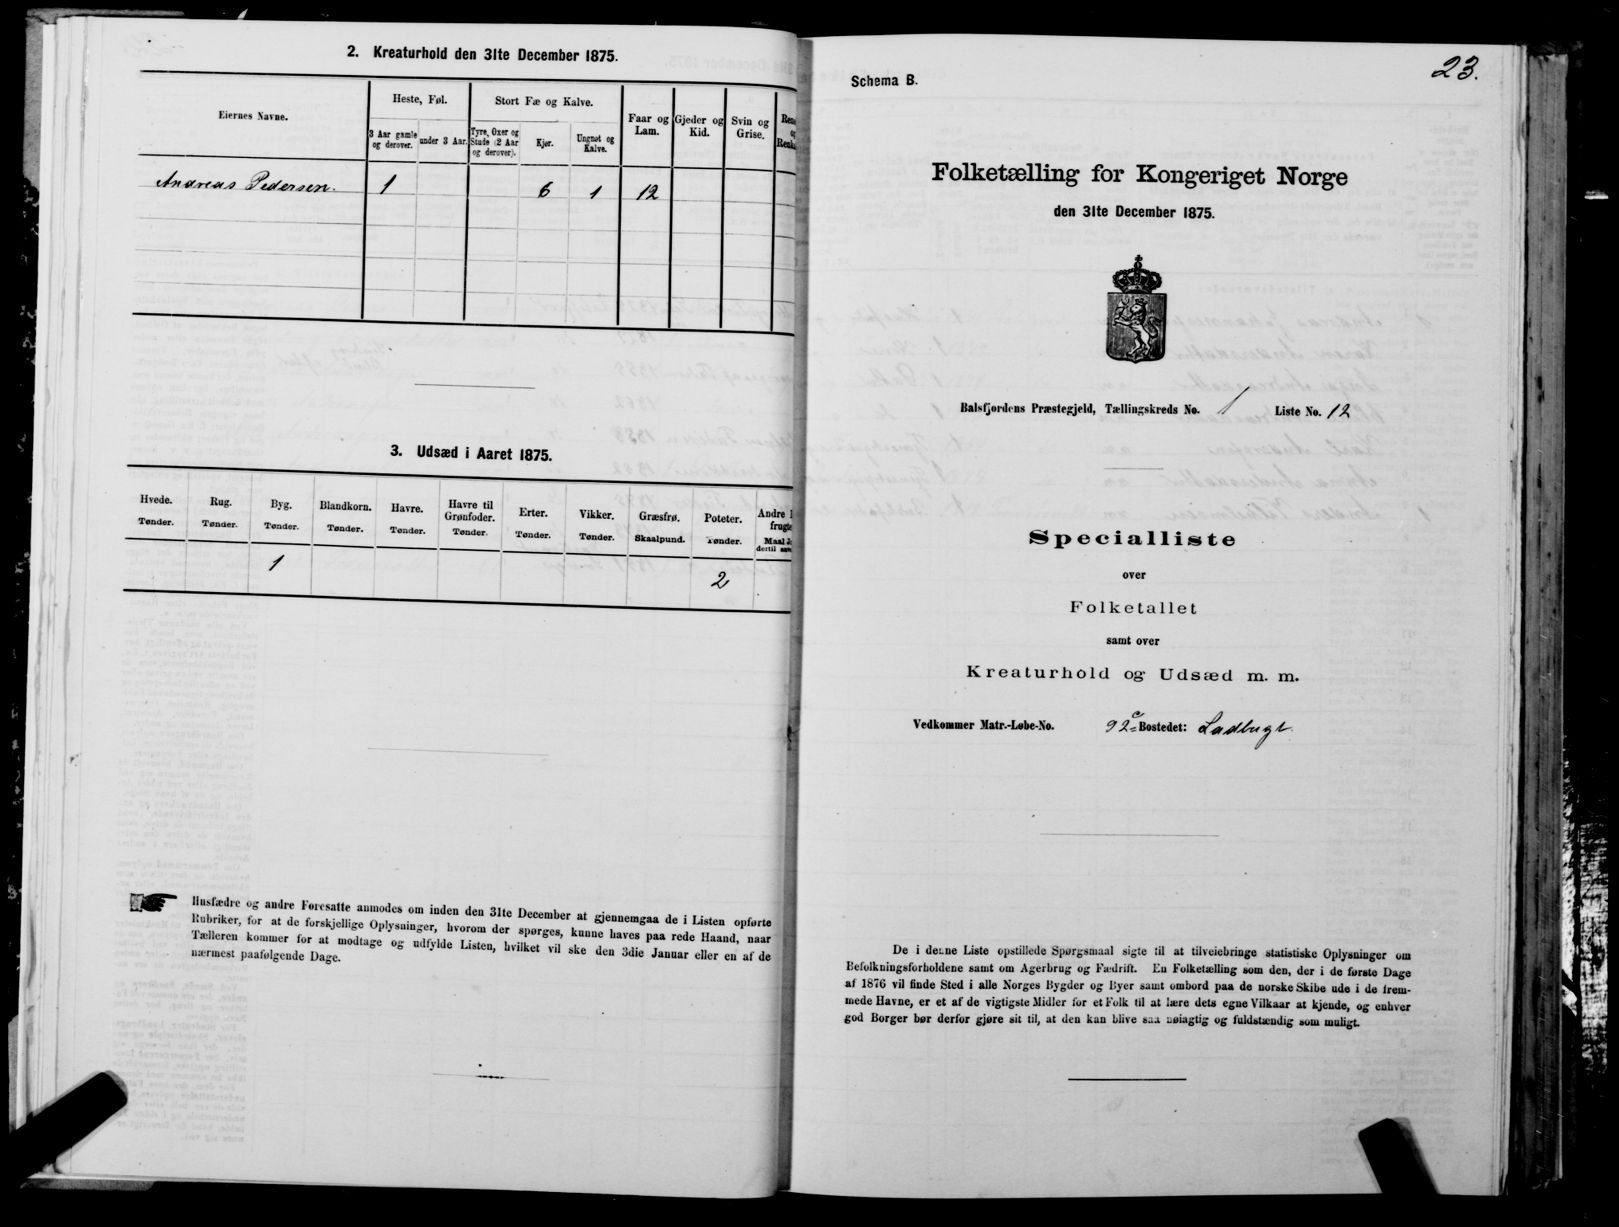 2. Kreaturhold den 31te December 1875.
Eiernes Navne.
Heste, Føl.
3 Aar gamle og derover.
under 3 Aar.
Stort Fæ og Kalve.
Tyre, Oxer og Stude (2 Aar og derover).
Kjør.
Ungnøt og Kalve.
Faar og Lam.
Gjeder og Kid.
Svin og Grise.
Andreas Pedersen. 1 6 1 12
3. Udsæd i Aaret 1875.
Hvede. Rug. Byg. Blandkorn. Havre. Havre til Grønfoder. Erter. Vikker. Græsfrø. Poteter. Andre
Tønder. Tønder. Tønder. Tønder. Tønder. Tønder. Tønder. Tønder. Skaalpund. Tønder. Maal
1 2
Husfædre og andre Foresatte anmodes om inden den 31te December at gjennemgaa de i Listen opførte
Rubriker, for at de forskjellige Oplysninger, hvorom der spørges, kunne haves paa rede Haand, naar
Tælleren kommer for at modtage og udfylde Listen, hvilket vil ske den 3die Januar eller en af de
nærmest paafølgende Dage.
23.
Schema B.
Folketælling for Kongeriget Norge
den 31te December 1875.
Balsfjordens Præstegjeld, Tællingskreds No. 1 Liste No. 12
Specialliste
over
Folketallet
samt over
Kreaturhold og Udsæd m. m.
Vedkommer Matr.-Løbe-No. 92c Bostedet: Ladbugt.
De i denne Liste opstillede Spørgsmaal sigte til at tilveiebringe statistiske Oplysninger om
Befolkningsforholdene samt om Agerbrug og Fædrift. En Folketælling som den, der i de første Dage
af 1876 vil finde Sted i alle Norges Bygder og Byer samt ombord paa de norske Skibe ude i de frem-
mede Havne, er et af de vigtigste Midler for et Folk til at lære dets egne Vilkaar at kjende, og enhver
god Borger bør derfor gjøre sit til, at den kan blive saa nøiagtig og fuldstændig som muligt.